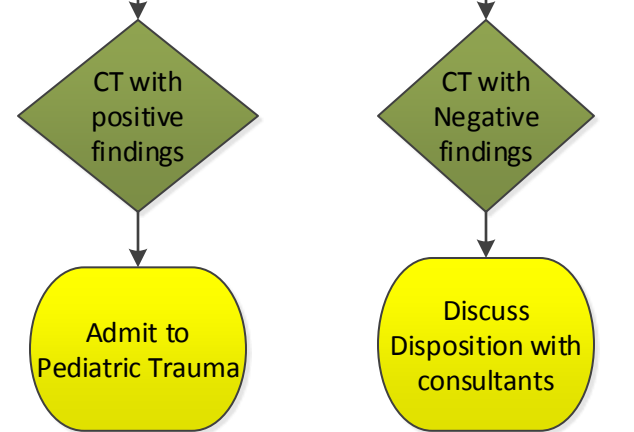 CT with
positive
findings
CT with
Negative
findings
Admit to
Pediatric Trauma
Discuss
Disposition with
consultants